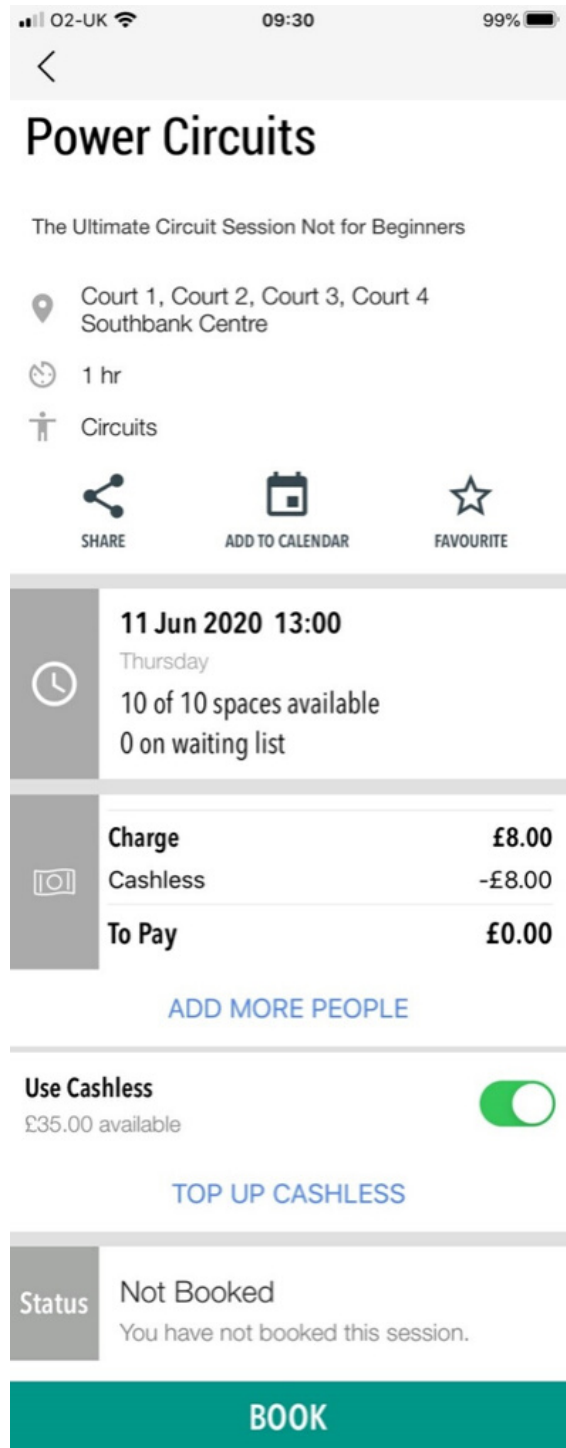 O2-UK 09:30 99%
Power Circuits
The Ultimate Circuit Session Not for Beginners
Court 1, Court 2, Court 3, Court 4
Southbank Centre
1 hr
Circuits
SHARE ADD TO CALENDAR FAVOURITE
11 Jun 2020 13:00
Thursday
10 of 10 spaces available
0 on waiting list
Charge £8.00
Cashless -£8.00
To Pay £0.00
ADD MORE PEOPLE
Use Cashless
£35.00 available
TOP UP CASHLESS
Status
Not Booked
You have not booked this session.
BOOK